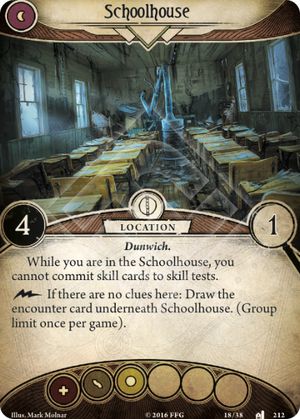 Schoolhouse
4
LOCATION
1
Dunwich.
While you are in the Schoolhouse, you
cannot commit skill cards to skill tests.
If there are no clues here: Draw the
encounter card underneath Schoolhouse. (Group
limit once per game).
Illus. Mark Molnar
© 2016 FFG
18/38
212